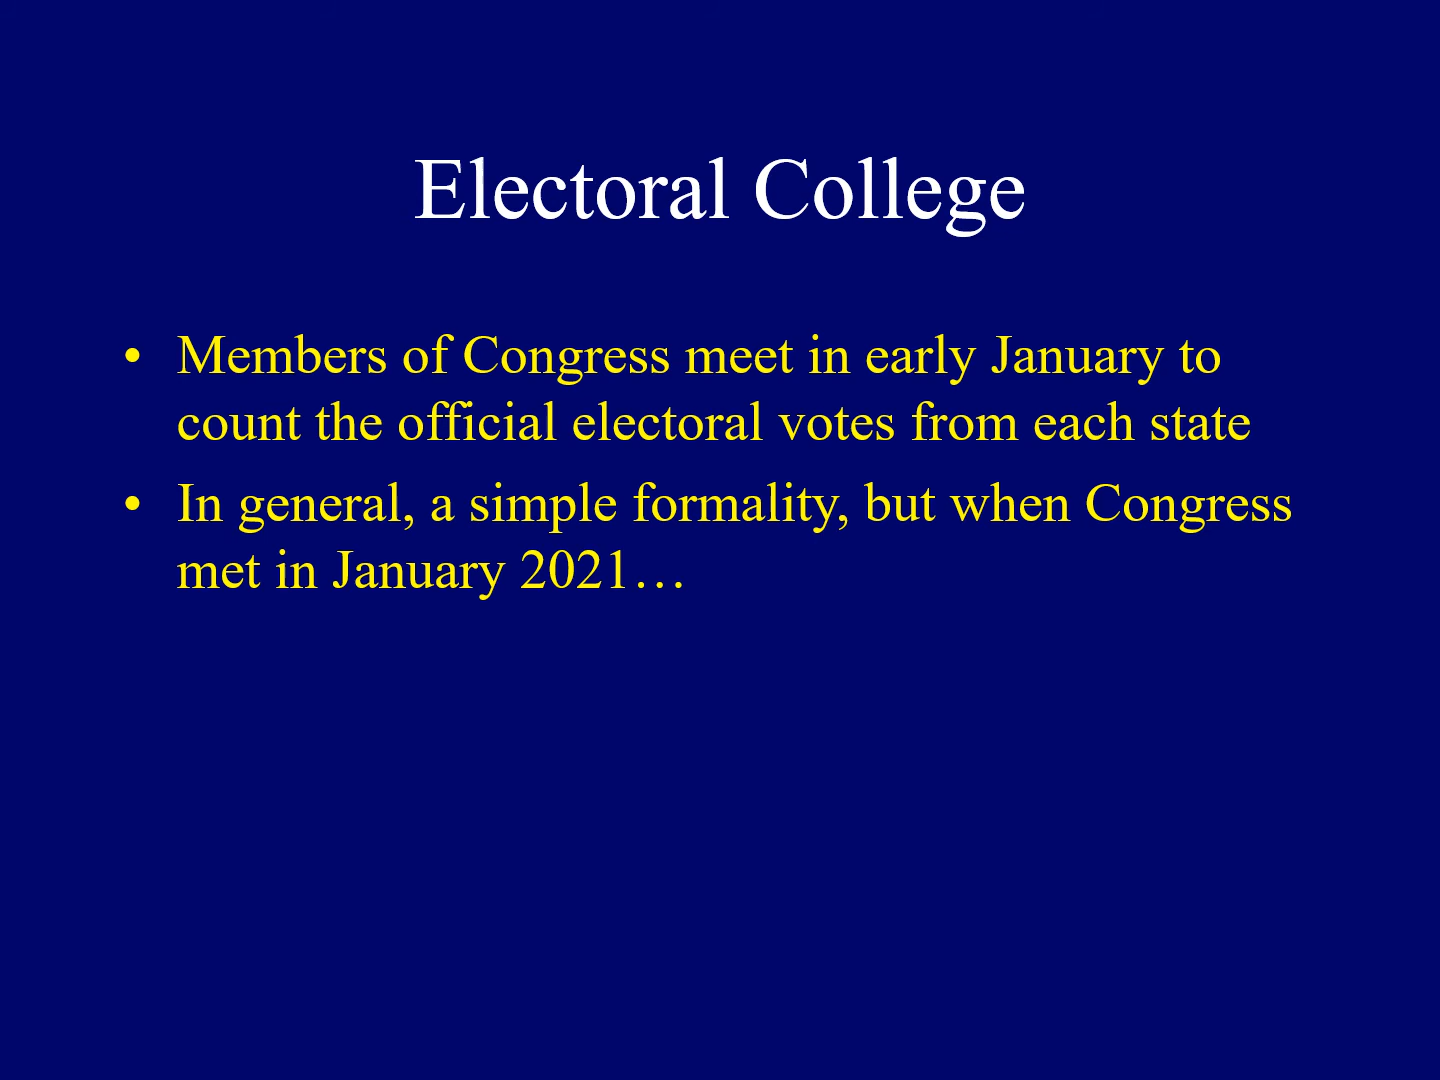 Electoral College
• Members of Congress meet in early January to
count the official electoral votes from each state
• In general, a simple formality, but when Congress
met in January 2021…